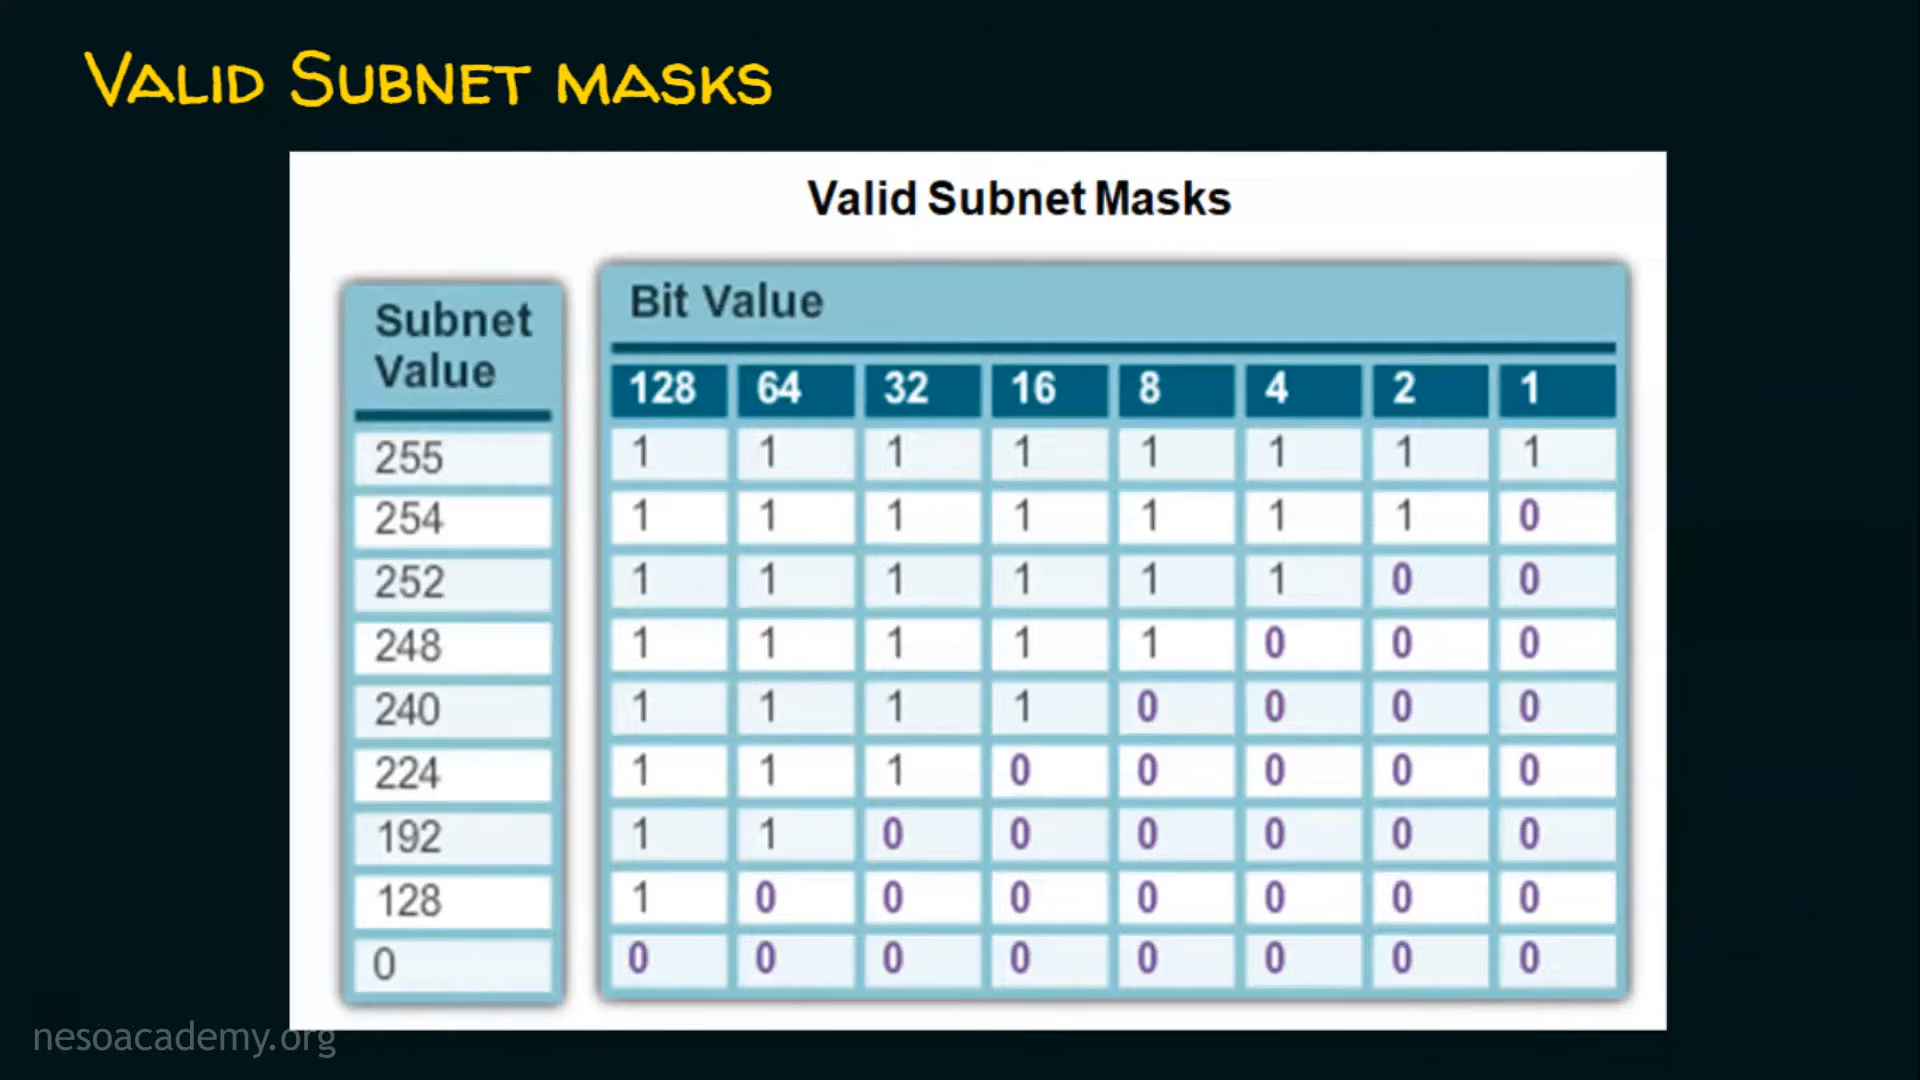 VALID SUBNET MASKS
Valid Subnet Masks
Subnet Value
Bit Value
128 64 32 16 8 4 2 1
255 1 1 1 1 1 1 1 1
254 1 1 1 1 1 1 1 0
252 1 1 1 1 1 1 0 0
248 1 1 1 1 1 0 0 0
240 1 1 1 1 0 0 0 0
224 1 1 1 0 0 0 0 0
192 1 1 0 0 0 0 0 0
128 1 0 0 0 0 0 0 0
0 0 0 0 0 0 0 0 0
nesoacademy.org